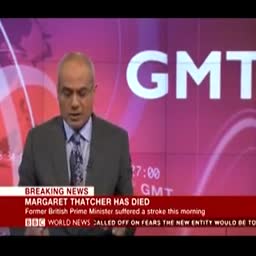 GMT
27:00
GMT
BREAKING NEWS
MARGARET THATCHER HAS DIED
Former British Prime Minister suffered a stroke this morning
BBC WORLD NEWS CALLED OFF ON FEARS THE NEW ENTITY WOULD BE TO